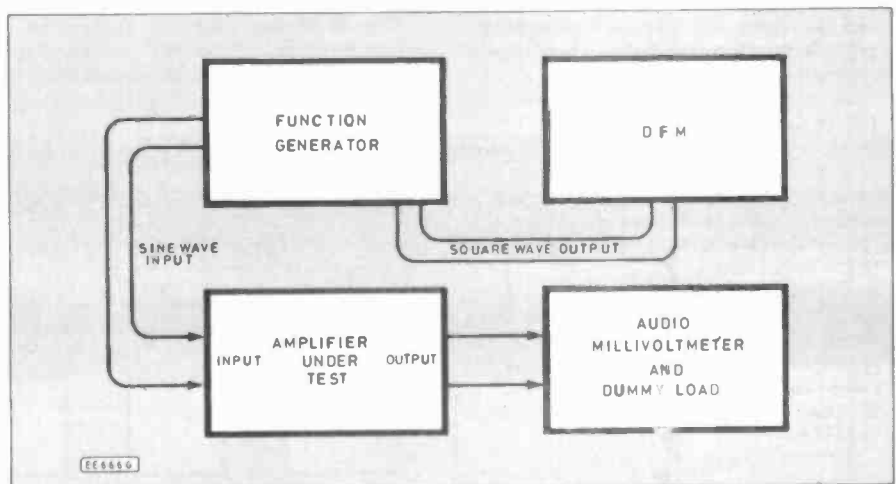 FUNCTION
GENERATOR
DFM
SINE WAVE
INPUT
SQUARE WAVE OUTPUT
AMPLIFIER
INPUT UNDER OUTPUT
TEST
AUDIO
MILLIVOLTMETER
AND
DUMMY LOAD
EE666G